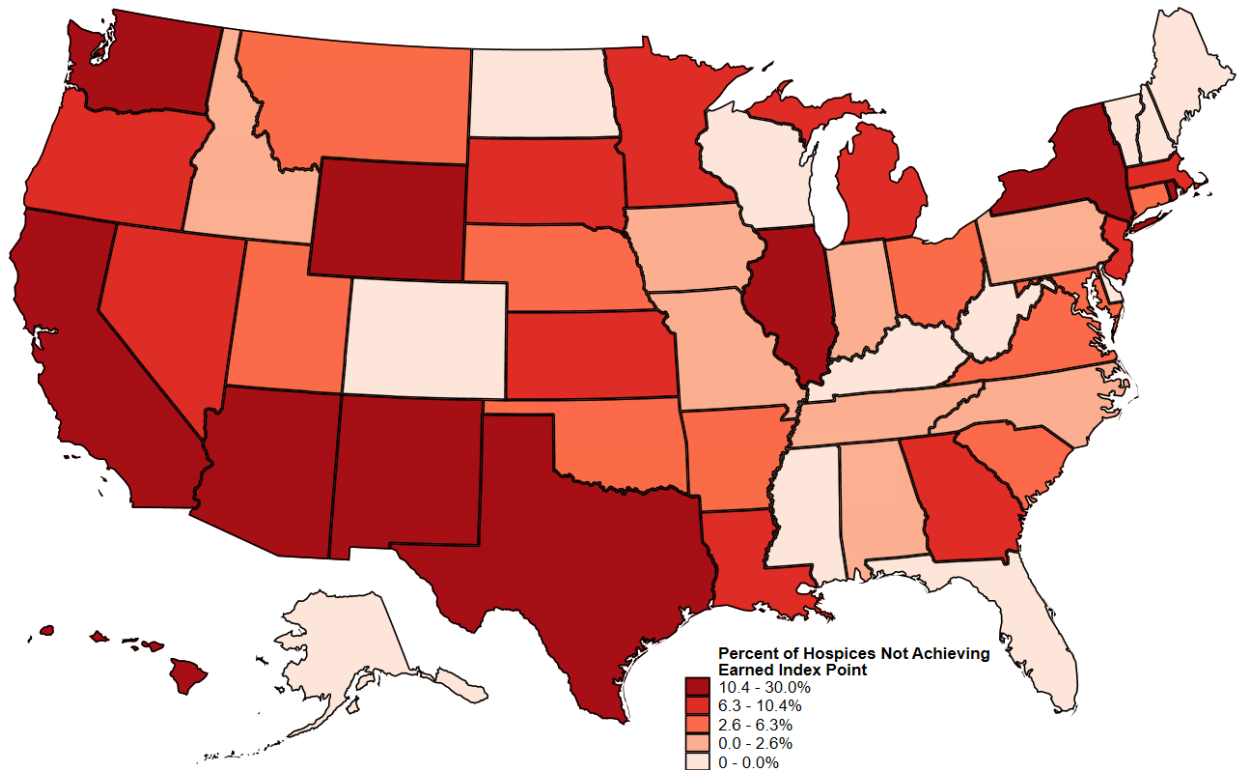 Percent of Hospices Not Achieving
Earned Index Point
10.4 - 30.0%
6.3 - 10.4%
2.6 - 6.3%
0.0 - 2.6%
0 - 0.0%